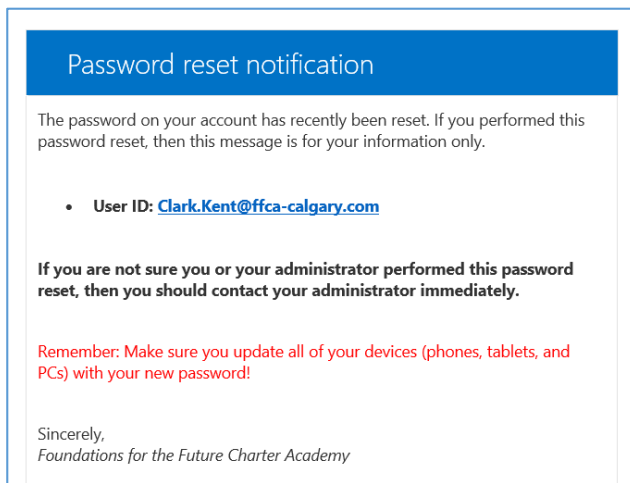 Password reset notification
The password on your account has recently been reset. If you performed this
password reset, then this message is for your information only.
• User ID: Clark.Kent@ffca-calgary.com
If you are not sure you or your administrator performed this password
reset, then you should contact your administrator immediately.
Remember: Make sure you update all of your devices (phones, tablets, and
PCs) with your new password!
Sincerely,
Foundations for the Future Charter Academy